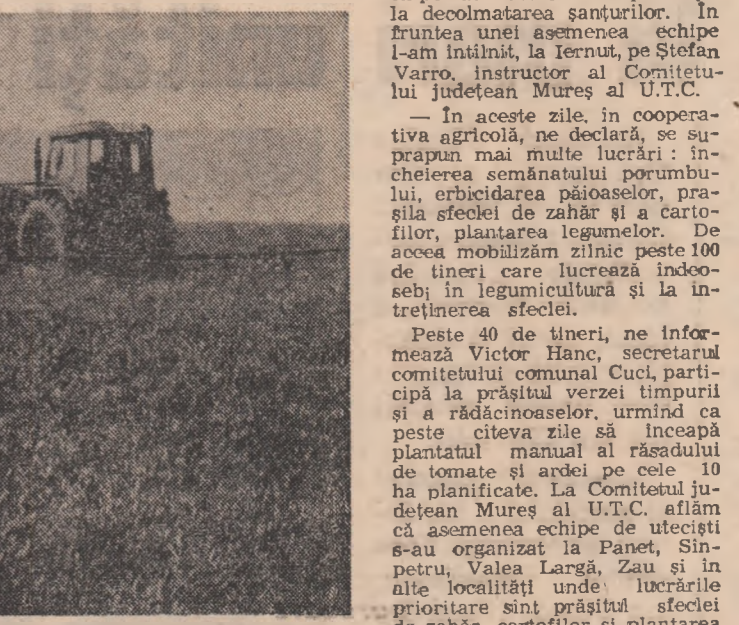 la decolmatarea șanțurilor. În
fruntea unei asemenea echipe
l-am intîlnit, la Iernut, pe Ștefan
Varro, instructor al Comitetu-
lui județean Mureș al U.T.C.
— În aceste zile, în coopera-
tiva agricolă, ne declară, se su-
prapun mai multe lucrări : în-
cheierea semănatului porumbu-
lui, erbicidarea păioaselor, pra-
șila sfeclei de zahăr și a carto-
filor, plantarea legumelor. De
aceea mobilizăm zilnic peste 100
de tineri care lucrează îndeo-
sebi în legumicultură și la în-
treținerea sfeclei.
Peste 40 de tineri, ne infor-
mează Victor Hanc, secretarul
comitetului comunal Cuci, parti-
cipă la prășitul verzei timpurii
și a rădăcinoaselor, urmînd ca
peste cîteva zile să înceapă
plantatul manual al răsadului
de tomate și ardei pe cele 10
ha planificate. La Comitetul ju-
dețean Mureș al U.T.C. aflăm
că asemenea echipe de uteciști
s-au organizat la Panet, Sîn-
petru, Valea Largă, Zau și în
alte localități unde lucrările
prioritare sînt prășitul sfeclei
de zahăr, cartofilor și plantarea